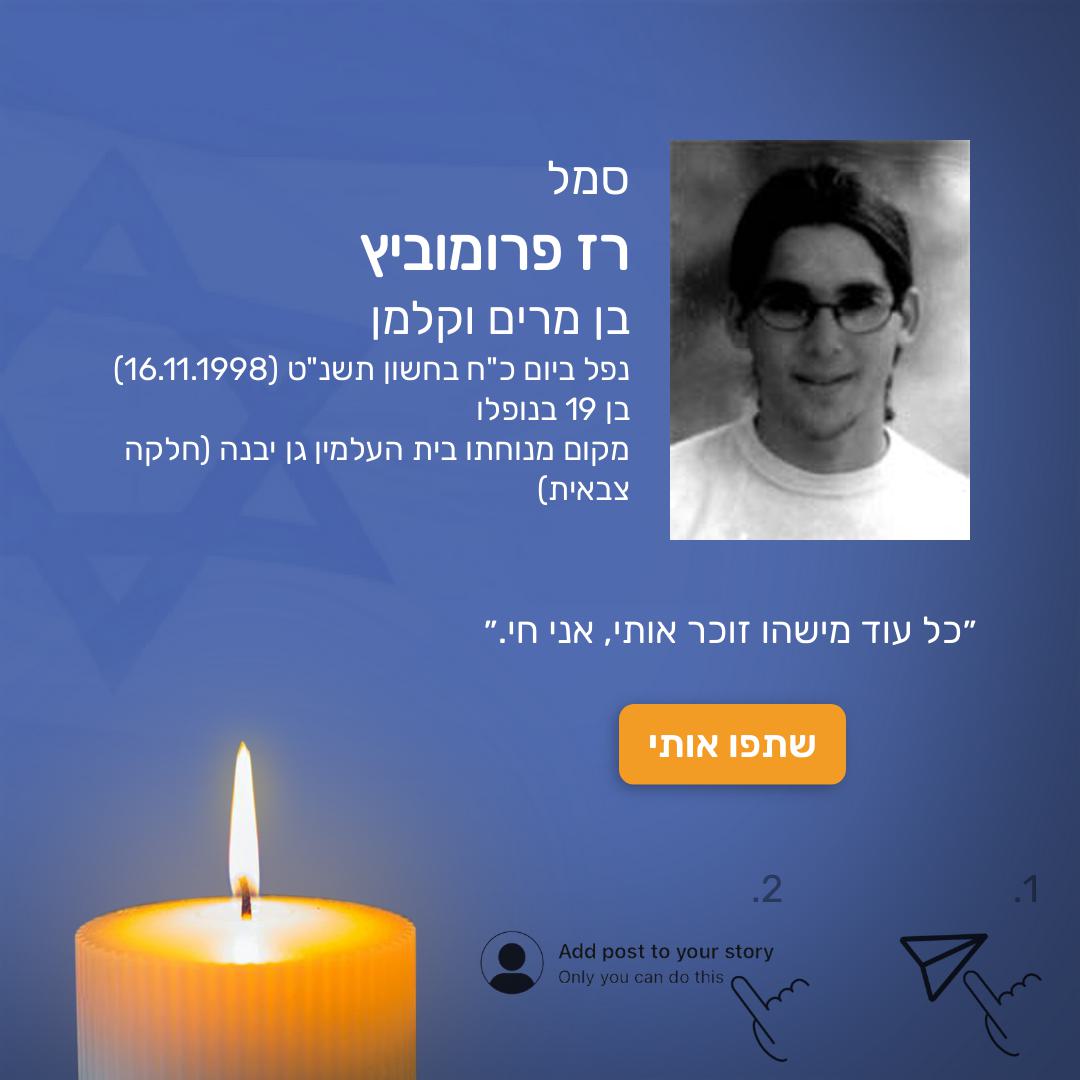 סמל
רז פרומוביץ
בן מרים וקלמן
נפל ביום כ"ח בחשון תשנ"ט (16.11.1998)
בן 19 בנופלו
מקום מנוחתו בית העלמין גן יבנה (חלקה
צבאית)
״כל עוד מישהו זוכר אותי, אני חי.״
שתפו אותי
.1
.2
Add post to your story
Only you can do this